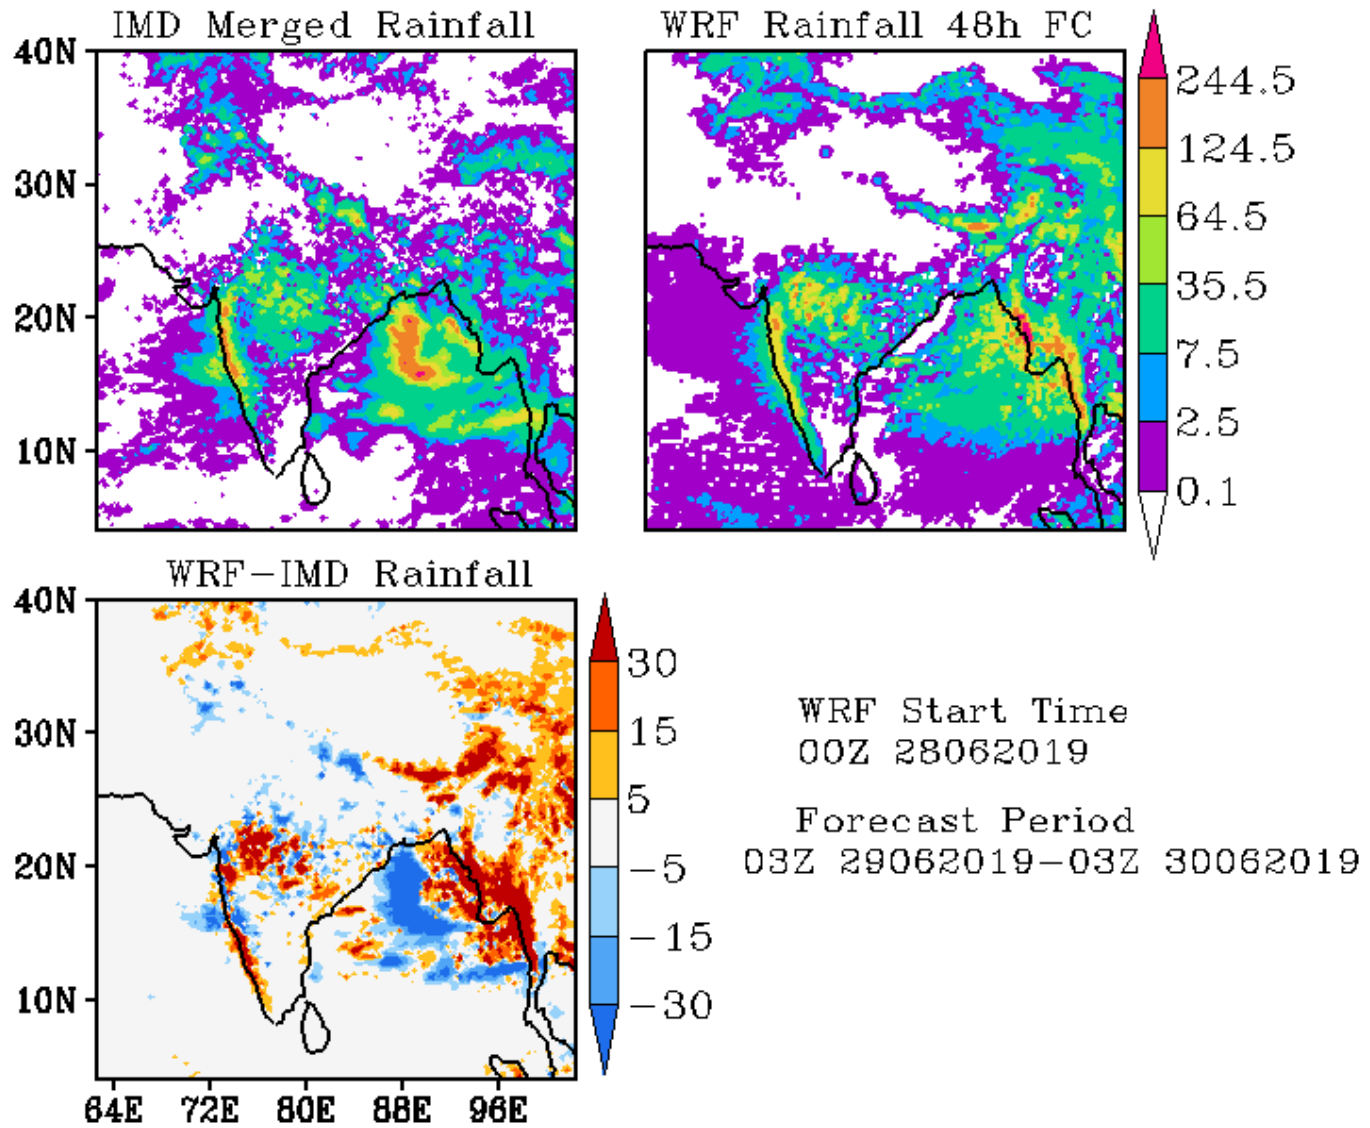 IMD Merged Rainfall
WRF Rainfall 48h FC
40N
30N
20N
10N
244.5
124.5
64.5
35.5
7.5
2.5
0.1
WRF-IMD Rainfall
40N
30N
20N
10N
64E 72E 80E 88E 96E
30
15
5
-5
-15
-30
WRF Start Time
00Z 28062019
Forecast Period
03Z 29062019-03Z 30062019